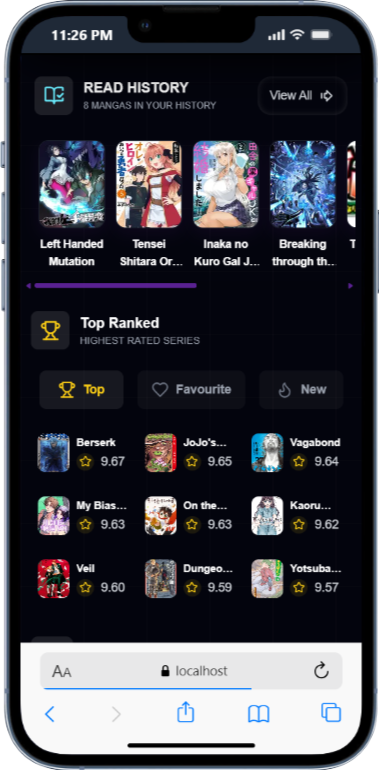 11:26 PM
READ HISTORY
8 MANGAS IN YOUR HISTORY
View All
Left Handed
Mutation
Tensei
Shitara Or...
Inaka no
Kuro Gal J...
Breaking
through th...
T
Top Ranked
HIGHEST RATED SERIES
Top
Favourite
New
Berserk
9.67
JoJo's...
9.65
Vagabond
9.64
My Bias...
9.63
On the...
9.63
Kaoru...
9.62
Veil
9.60
Dungeo...
9.59
Yotsuba...
9.57
AA
localhost